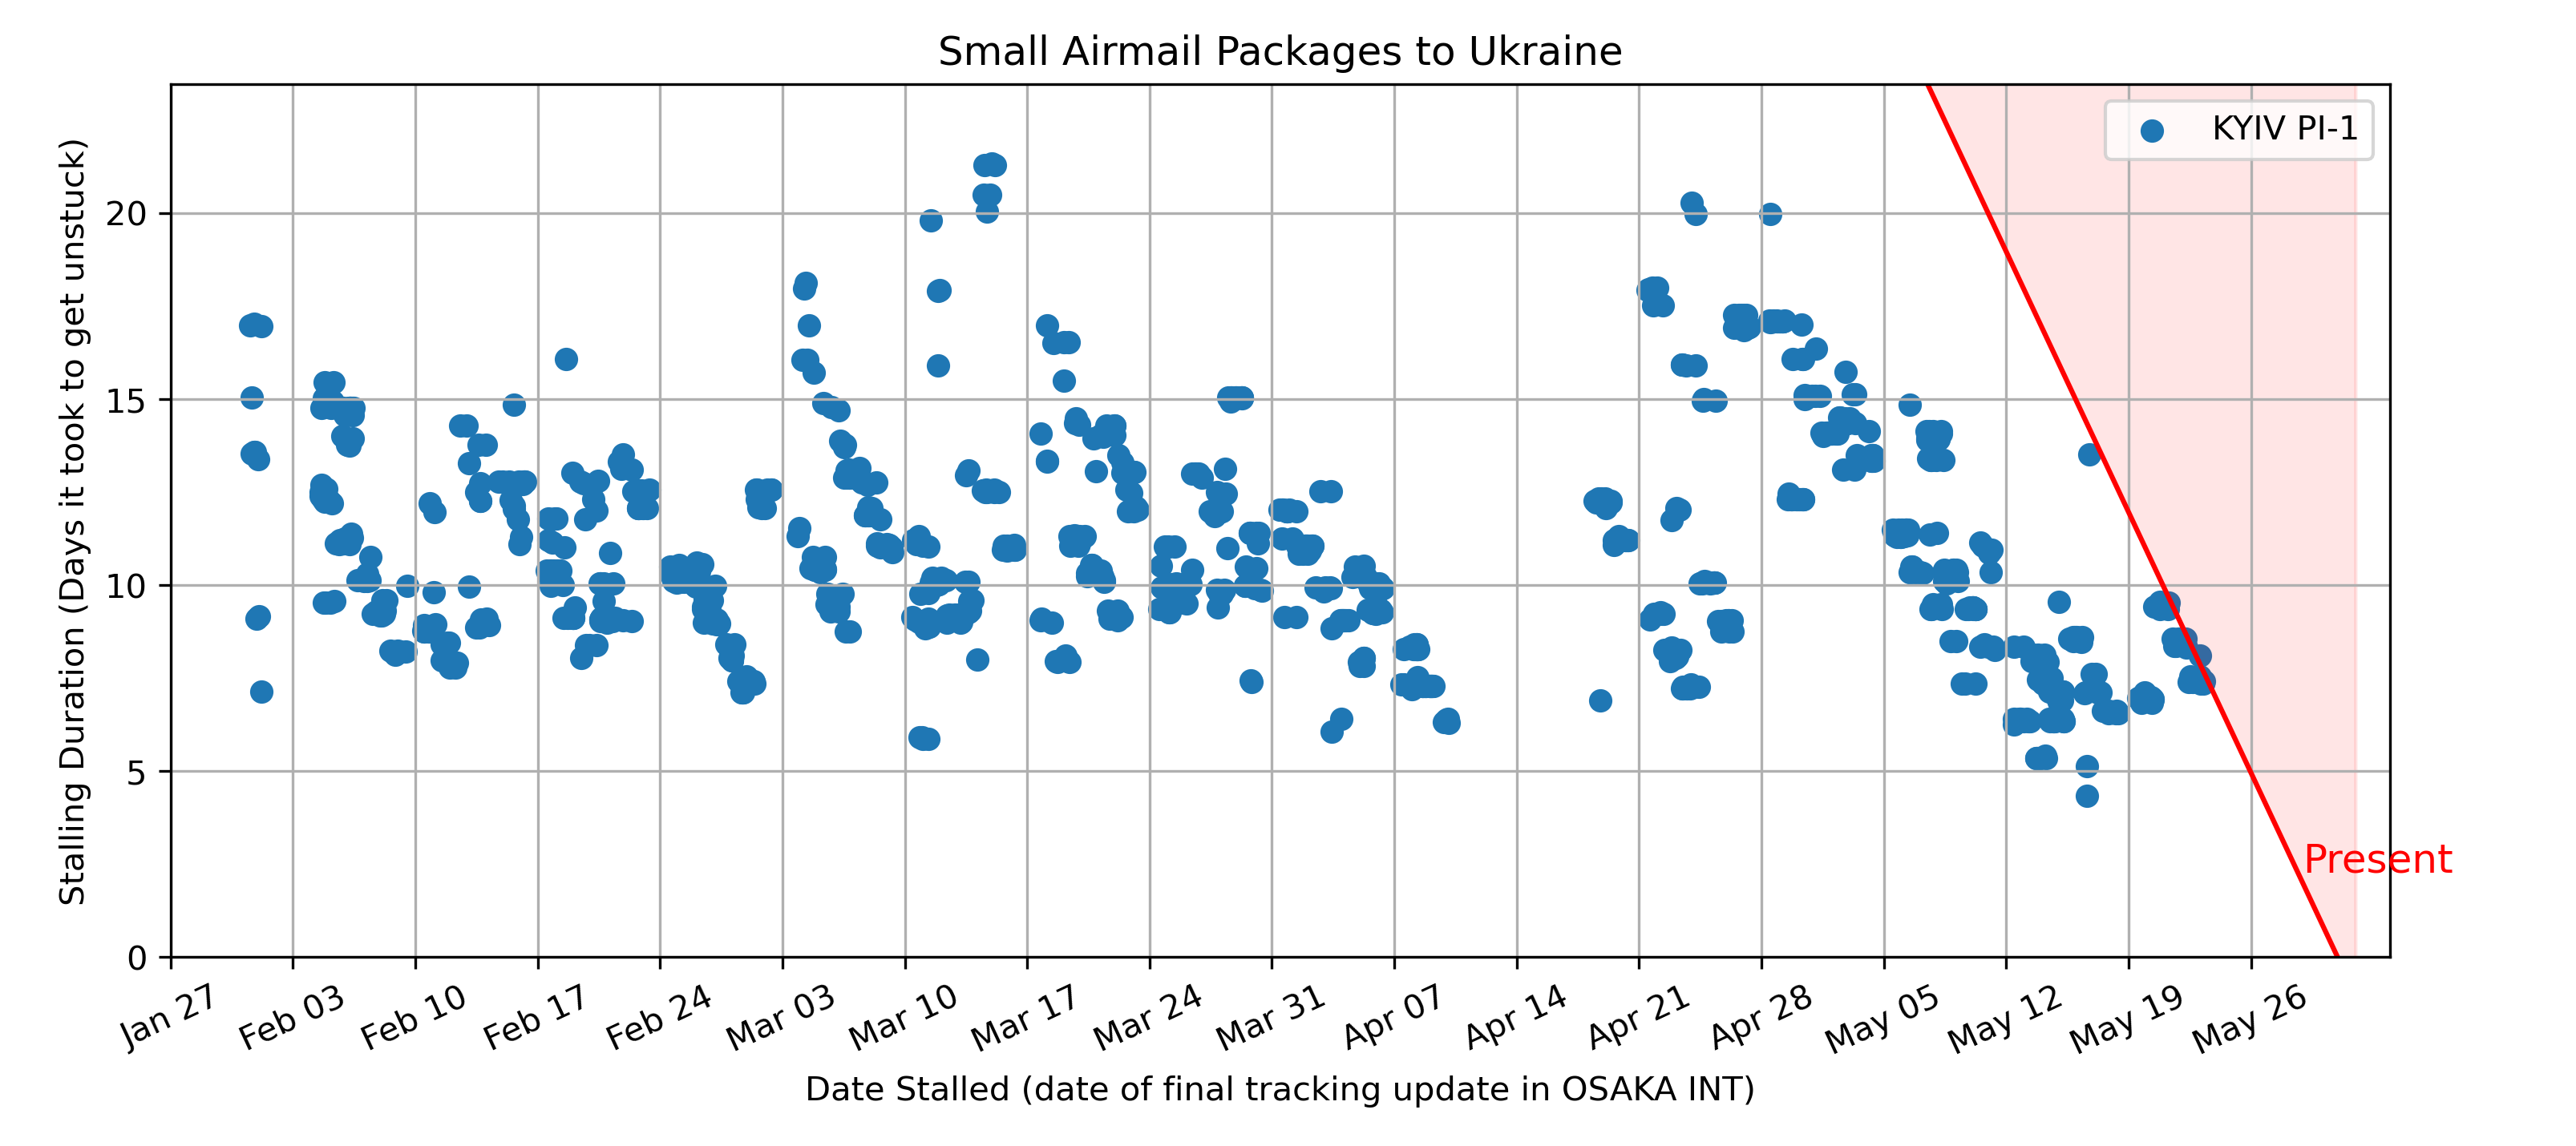 Small Airmail Packages to Ukraine
KYIV PI-1
Stalling Duration (Days it took to get unstuck)
20
15
10
5
0
Present
Jan 27
Feb 03
Feb 10
Feb 17
Feb 24
Mar 03
Mar 10
Mar 17
Mar 24
Mar 31
Apr 07
Apr 14
Apr 21
Apr 28
May 05
May 12
May 19
May 26
Date Stalled (date of final tracking update in OSAKA INT)